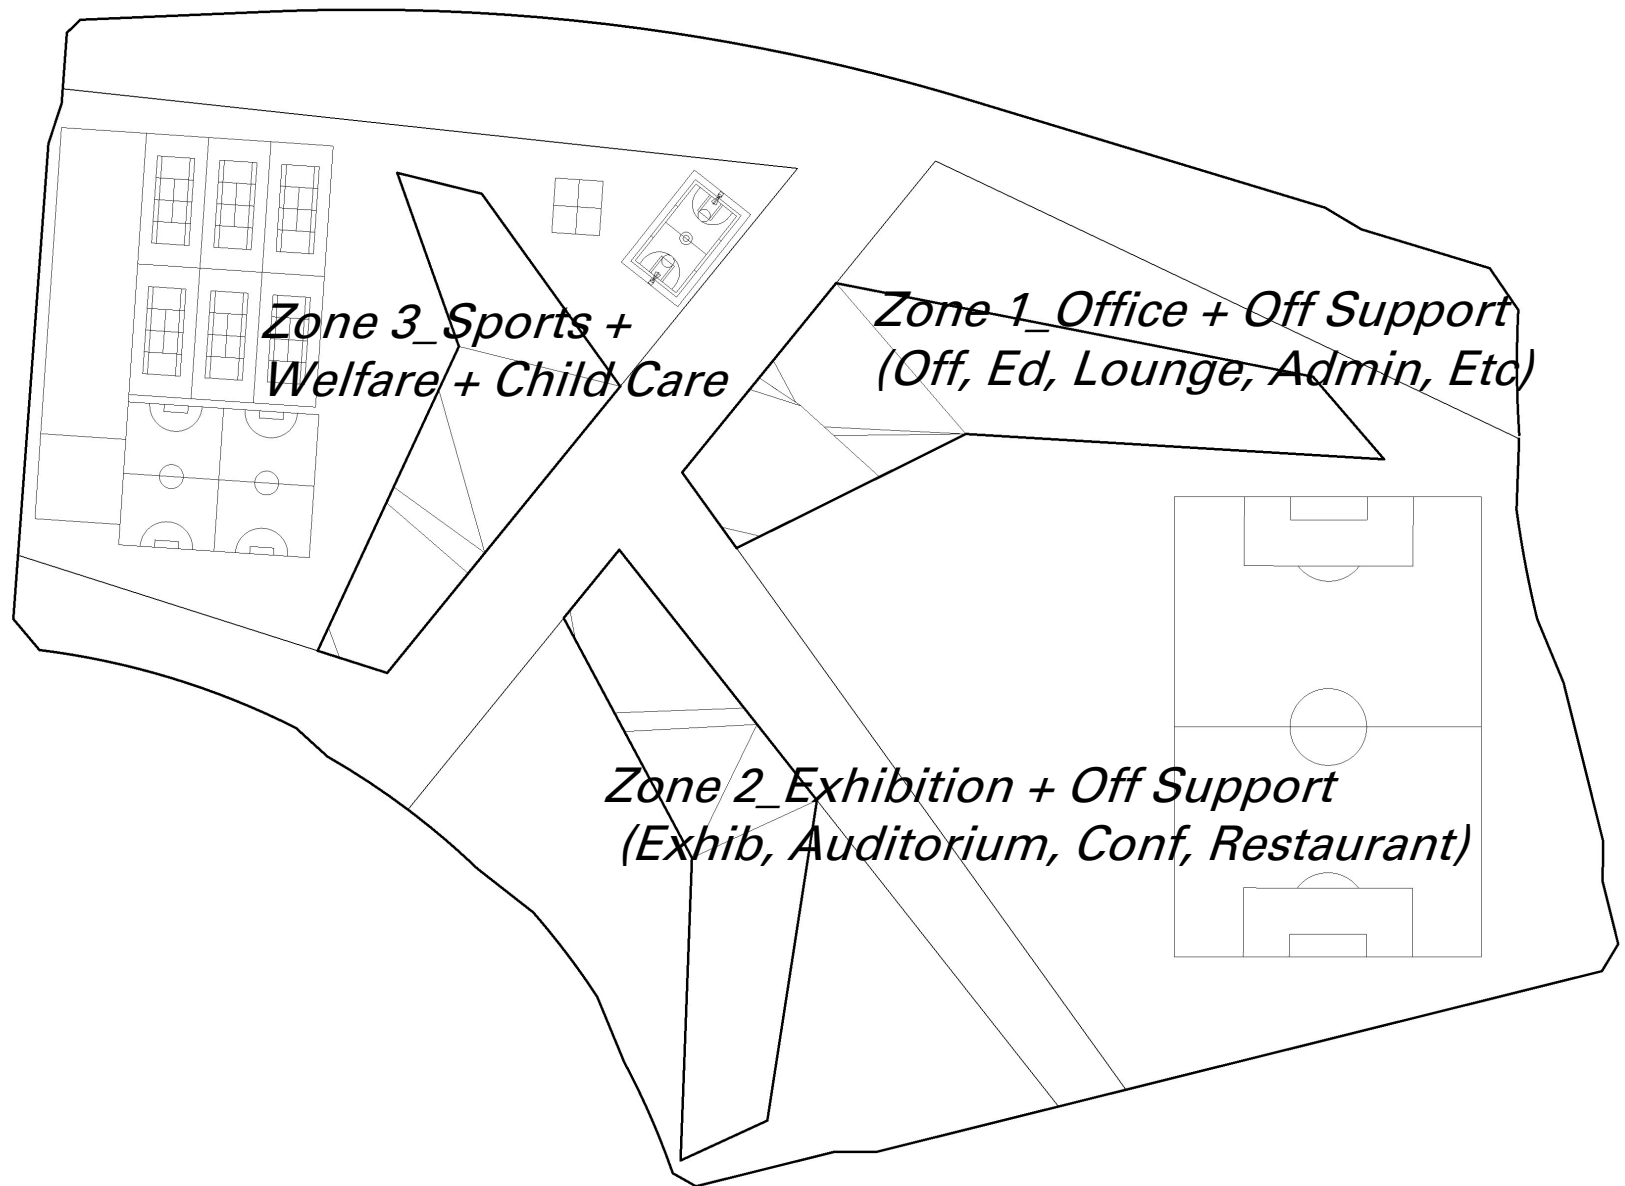 Zone 3_Sports +
Welfare + Child Care
Zone 1_Office + Off Support
(Off, Ed, Lounge, Admin, Etc)
Zone 2_Exhibition + Off Support
(Exhib, Auditorium, Conf, Restaurant)